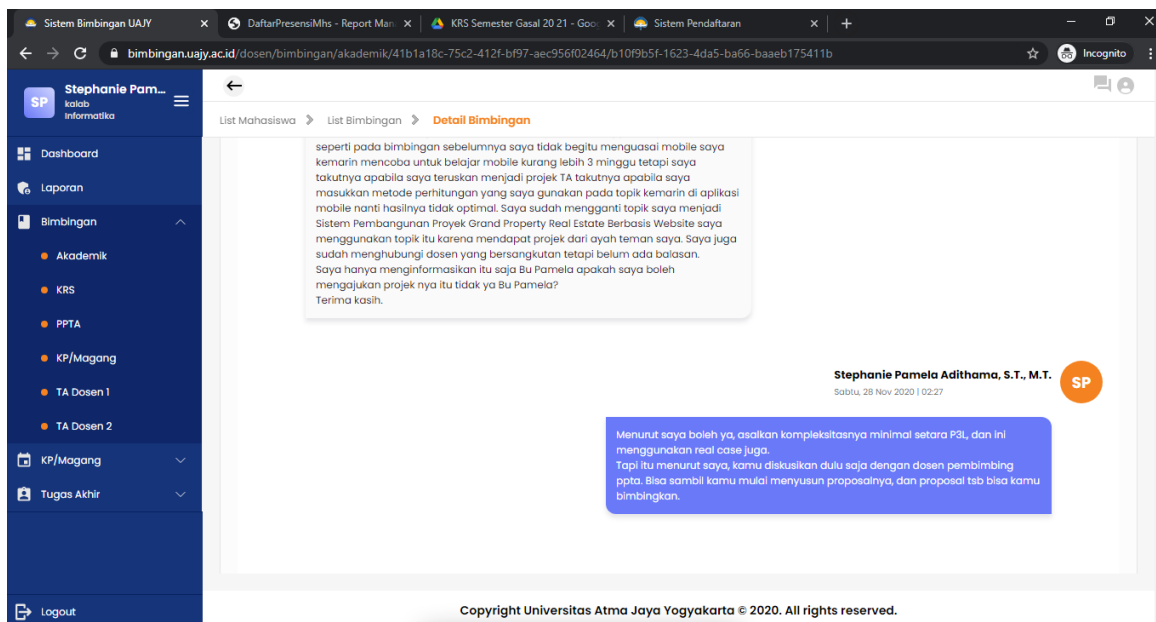 Sistem Bimbingan UAJY
DaftarPresensiMhs - Report Man
KRS Semester Gasal 20 21 - Goo
Sistem Pendaftaran
bimbingan.uajy.ac.id/dosen/bimbingan/akademik/41b1a18c-75c2-412f-bf97-aec956f02464/b10f9b5f-1623-4da5-ba66-baaeb175411b
Incognito
SP
Stephanie Pam...
kalab
Informatika
Dashboard
Laporan
Bimbingan
Akademik
KRS
PPTA
KP/Magang
TA Dosen 1
TA Dosen 2
KP/Magang
Tugas Akhir
Logout
List Mahasiswa
List Bimbingan
Detail Bimbingan
seperti pada bimbingan sebelumnya saya tidak begitu menguasai mobile saya
kemarin mencoba untuk belajar mobile kurang lebih 3 minggu tetapi saya
takutnya apabila saya teruskan menjadi projek TA takutnya apabila saya
masukkan metode perhitungan yang saya gunakan pada topik kemarin di aplikasi
mobile nanti hasilnya tidak optimal. Saya sudah mengganti topik saya menjadi
Sistem Pembangunan Proyek Grand Property Real Estate Berbasis Website saya
menggunakan topik itu karena mendapat projek dari ayah teman saya. Saya juga
sudah menghubungi dosen yang bersangkutan tetapi belum ada balasan.
Saya hanya menginformasikan itu saja Bu Pamela apakah saya boleh
mengajukan projek nya itu tidak ya Bu Pamela?
Terima kasih.
Stephanie Pamela Adithama, S.T., M.T.
Sabtu, 28 Nov 2020 | 02:27
SP
Menurut saya boleh ya, asalkan kompleksitasnya minimal setara P3L, dan ini
menggunakan real case juga.
Tapi itu menurut saya, kamu diskusikan dulu saja dengan dosen pembimbing
ppta. Bisa sambil kamu mulai menyusun proposalnya, dan proposal tsb bisa kamu
bimbingkan.
Copyright Universitas Atma Jaya Yogyakarta © 2020. All rights reserved.